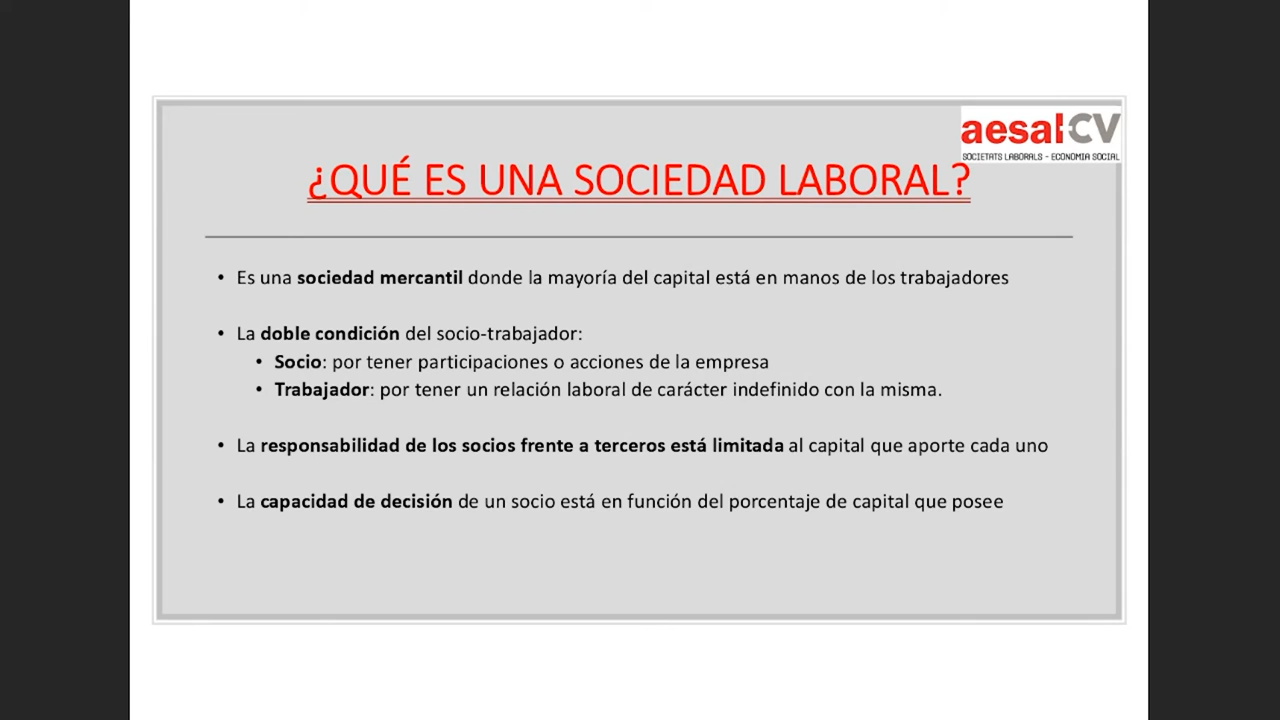 aesal-CV
SOCIETATS LABORALS - ECONOMIA SOCIAL
¿QUÉ ES UNA SOCIEDAD LABORAL?
• Es una sociedad mercantil donde la mayoría del capital está en manos de los trabajadores
• La doble condición del socio-trabajador:
• Socio: por tener participaciones o acciones de la empresa
• Trabajador: por tener un relación laboral de carácter indefinido con la misma.
• La responsabilidad de los socios frente a terceros está limitada al capital que aporte cada uno
• La capacidad de decisión de un socio está en función del porcentaje de capital que posee